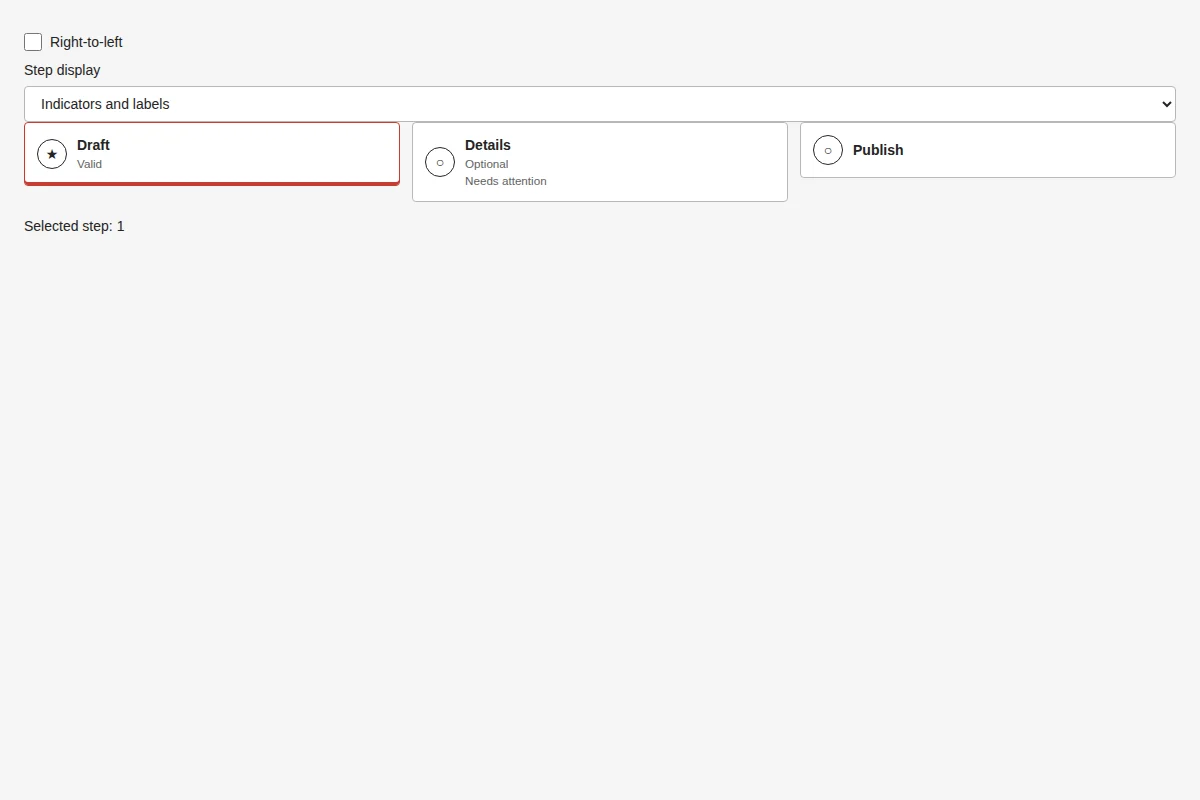 Right-to-left
Step display
Indicators and labels
★ Draft
Valid
○ Details
Optional
Needs attention
○ Publish
Selected step: 1